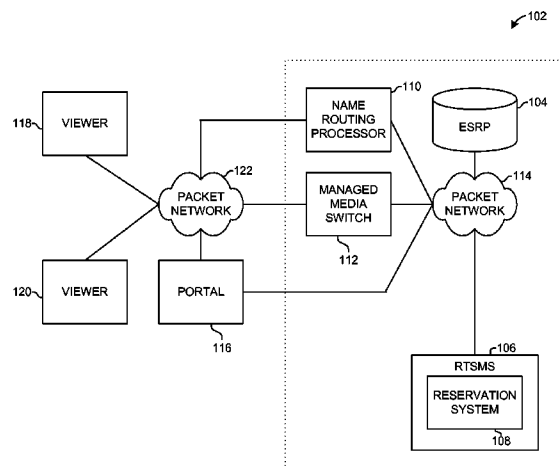 102
110
NAME
ROUTING
PROCESSOR
104
ESRP
118
VIEWER
122
PACKET
NETWORK
MANAGED
MEDIA
SWITCH
112
114
PACKET
NETWORK
120
VIEWER
PORTAL
116
106
RTSMS
RESERVATION
SYSTEM
108